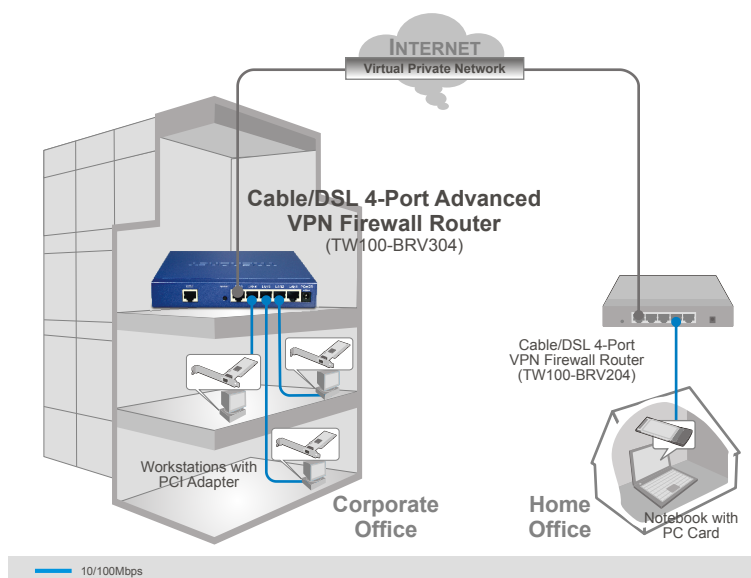 INTERNET
Virtual Private Network
Cable/DSL 4-Port Advanced
VPN Firewall Router
(TW100-BRV304)
Cable/DSL 4-Port
VPN Firewall Router
(TW100-BRV204)
Workstations with
PCI Adapter
Corporate
Office
Home
Office
Notebook with
PC Card
10/100Mbps